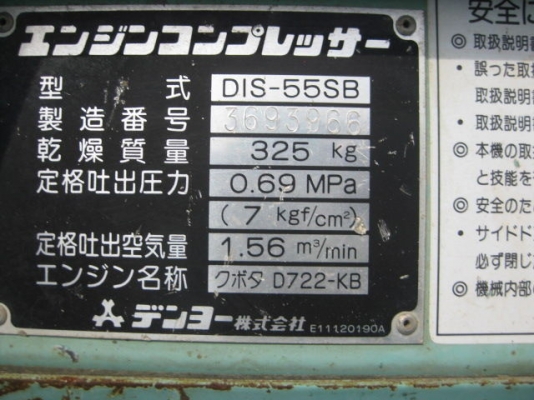 エンジンコンプレッサー
型式 DIS-55SB
製造番号 3693966
乾燥質量 325 kg
定格吐出圧力 0.69 MPa
(7 kgf/cm²)
定格吐出空気量 1.56 m³/min
エンジン名称 クボタ D722-KB
デンヨー株式会社 E11120190A
安全に
◎ 取扱説明
・ 誤った取
取扱説明
・ 取扱説明
◎ 本機の取
と技能を
◎ 安全のた
・ サイドド
必ず閉じ
◎ 機械内部